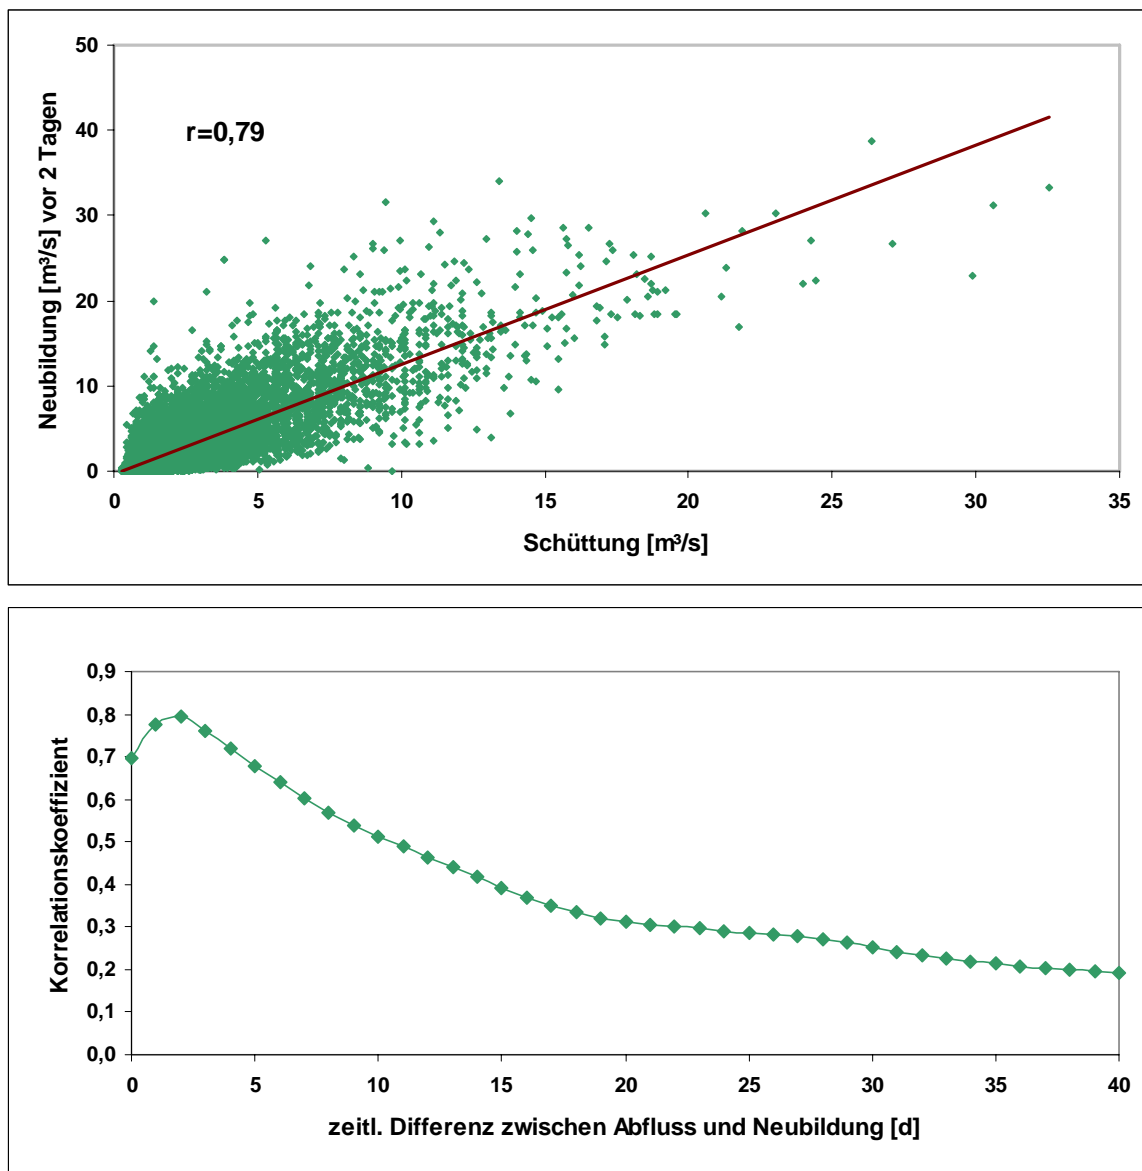 50
40
30
20
10
0
Neubildung [m³/s] vor 2 Tagen
r=0,79
0 5 10 15 20 25 30 35
Schüttung [m³/s]
0,9
0,8
0,7
0,6
0,5
0,4
0,3
0,2
0,1
0,0
Korrelationskoeffizient
0 5 10 15 20 25 30 35 40
zeitl. Differenz zwischen Abfluss und Neubildung [d]